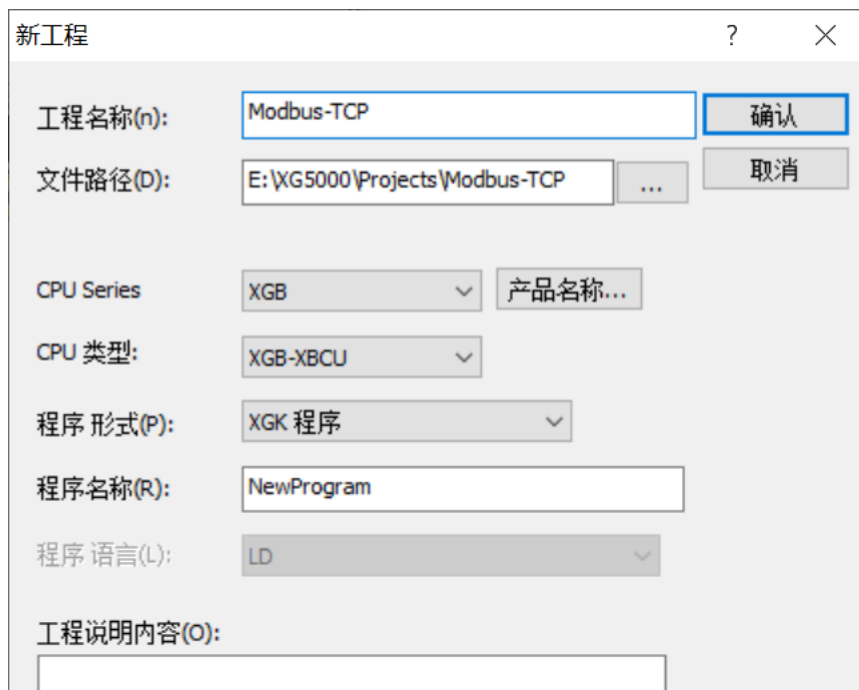 新工程 ?
工程名称(n): Modbus-TCP 确认
文件路径(D): E:\XG5000\Projects\Modbus-TCP ... 取消
CPU Series XGB 产品名称...
CPU 类型: XGB-XBCU
程序 形式(P): XGK 程序
程序名称(R): NewProgram
程序 语言(L): LD
工程说明内容(O):